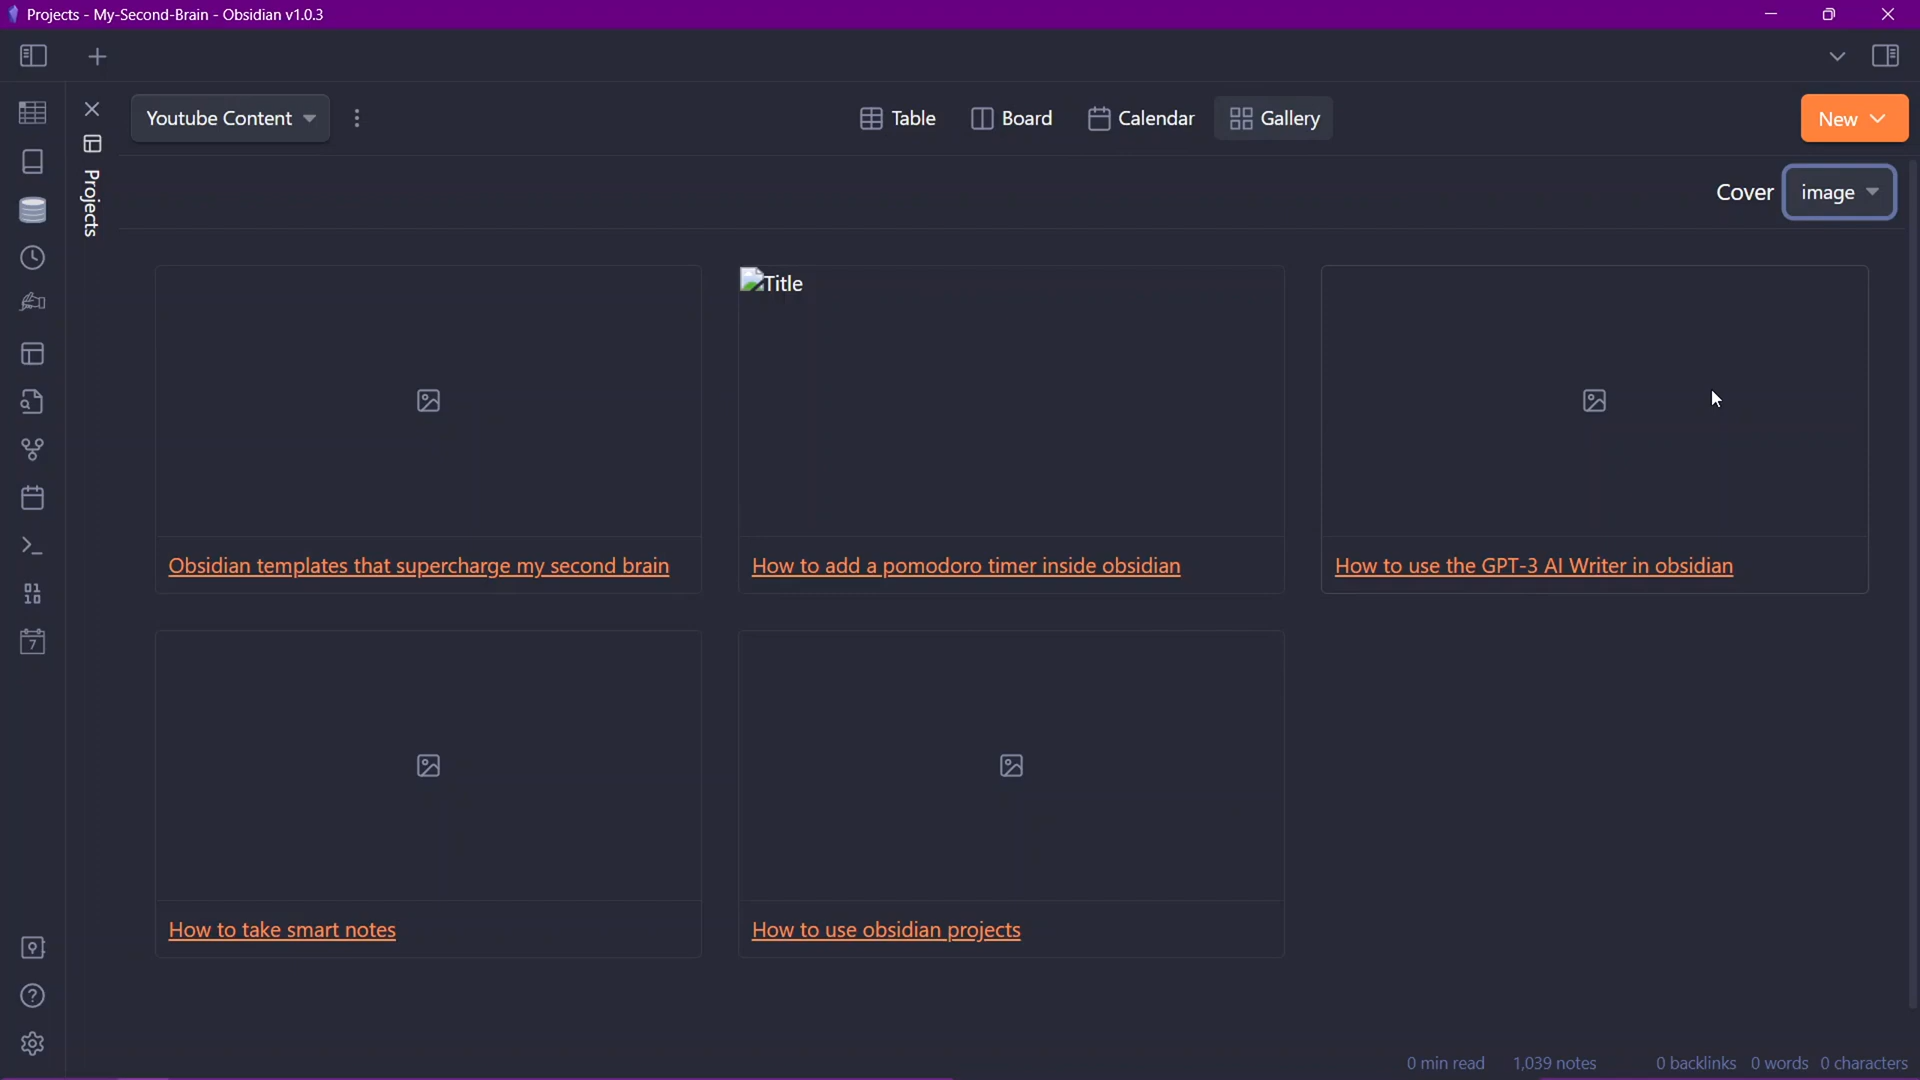 Projects - My-Second-Brain - Obsidian v1.0.3
Youtube Content
Table
Board
Calendar
Gallery
New
Projects
Cover
image
Title
Obsidian templates that supercharge my second brain
How to add a pomodoro timer inside obsidian
How to use the GPT-3 AI Writer in obsidian
01
10
7
How to take smart notes
How to use obsidian projects
0 min read
1,039 notes
0 backlinks
0 words
0 characters